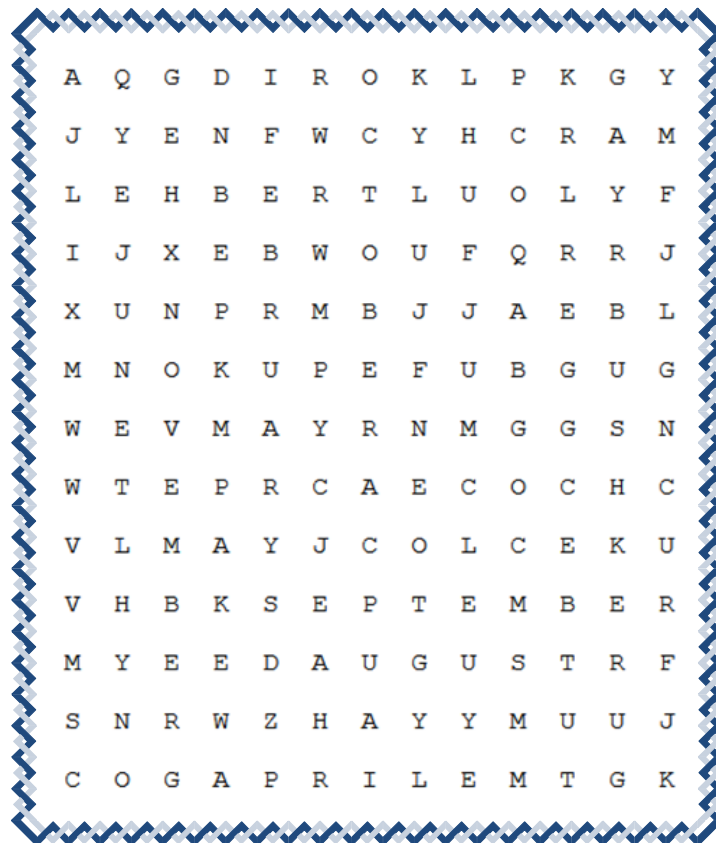 A Q G D I R O K L P K G Y
J Y E N F W C Y H C R A M
L E H B E R T L U O L Y F
I J X E B W O U F Q R R J
X U N P R M B J J A E B L
M N O K U P E F U B G U G
W E V M A Y R N M G G S N
W T E P R C A E C O C H C
V L M A Y J C O L C E K U
V H B K S E P T E M B E R
M Y E E D A U G U S T R F
S N R W Z H A Y Y M U U J
C O G A P R I L E M T G K